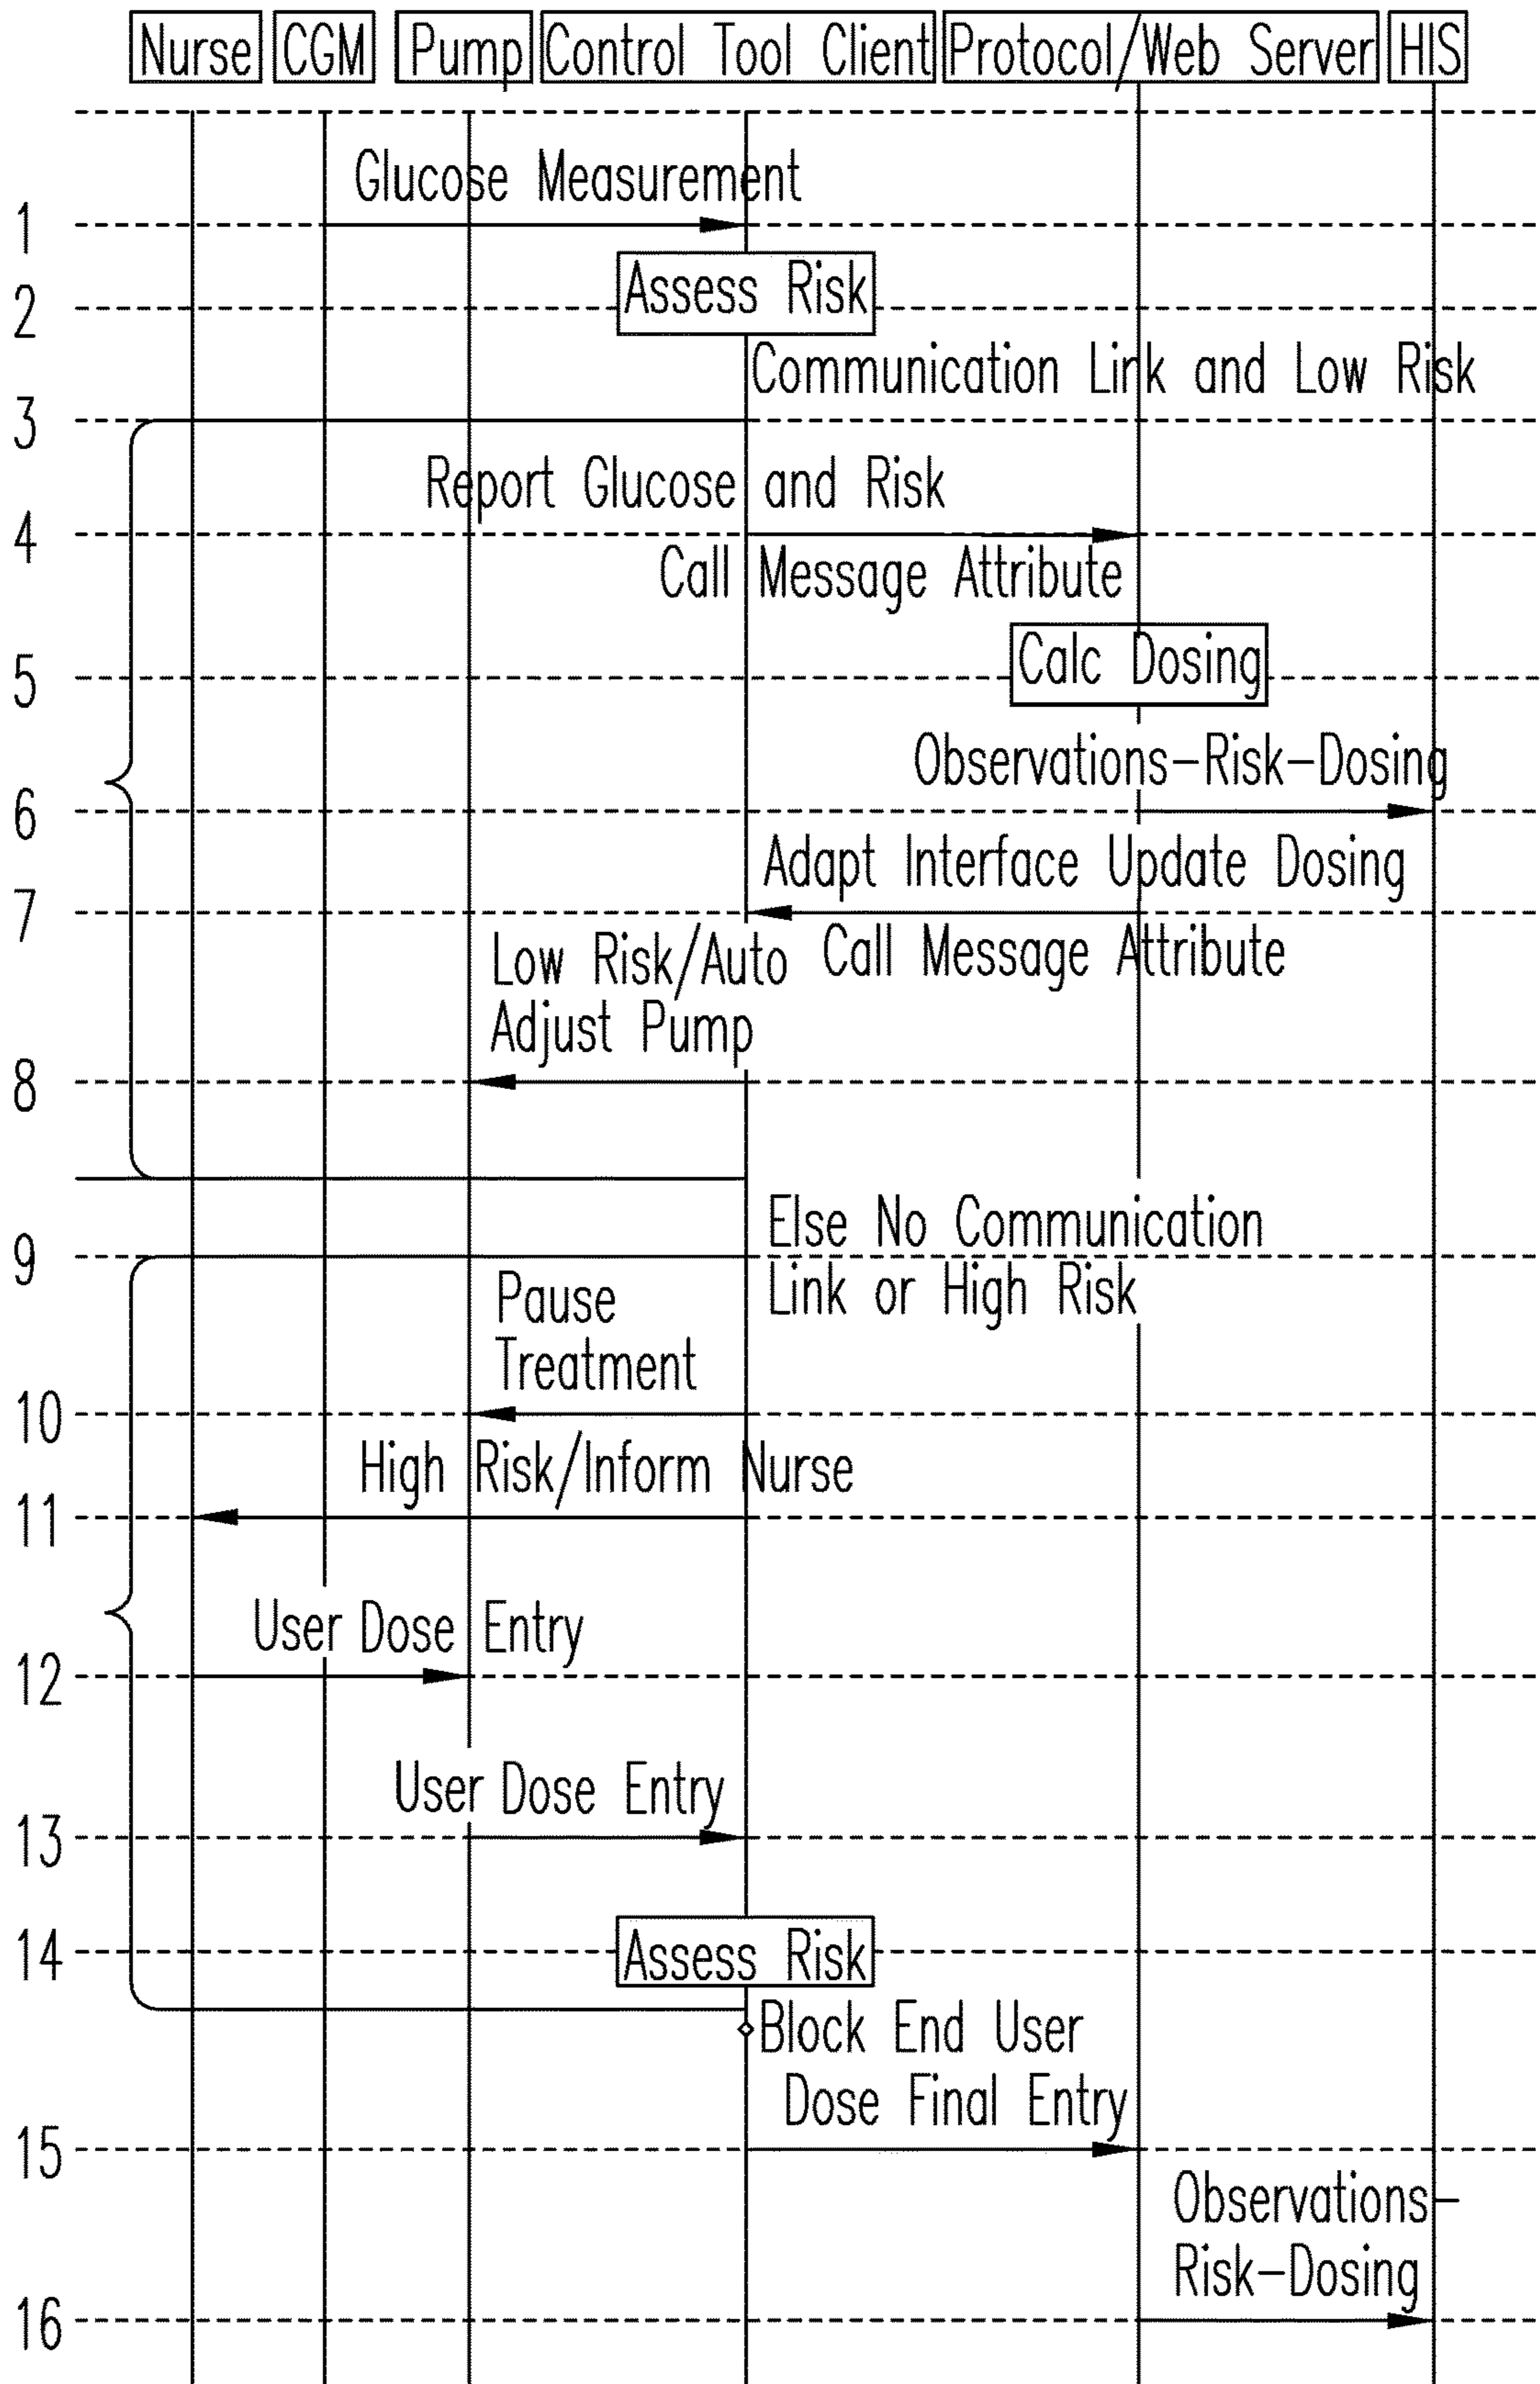 Nurse CGM Pump Control Tool Client Protocol/Web Server HIS
Glucose Measurement
1
Assess Risk
2
Communication Link and Low Risk
3
Report Glucose and Risk
4
Call Message Attribute
Calc Dosing
5
Observations-Risk-Dosing
6
Adapt Interface Update Dosing
7
Call Message Attribute
Low Risk/Auto
Adjust Pump
8
Else No Communication
9
Link or High Risk
Pause
Treatment
10
High Risk/Inform Nurse
11
User Dose Entry
12
User Dose Entry
13
14
Assess Risk
Block End User
Dose Final Entry
15
Observations-
Risk-Dosing
16